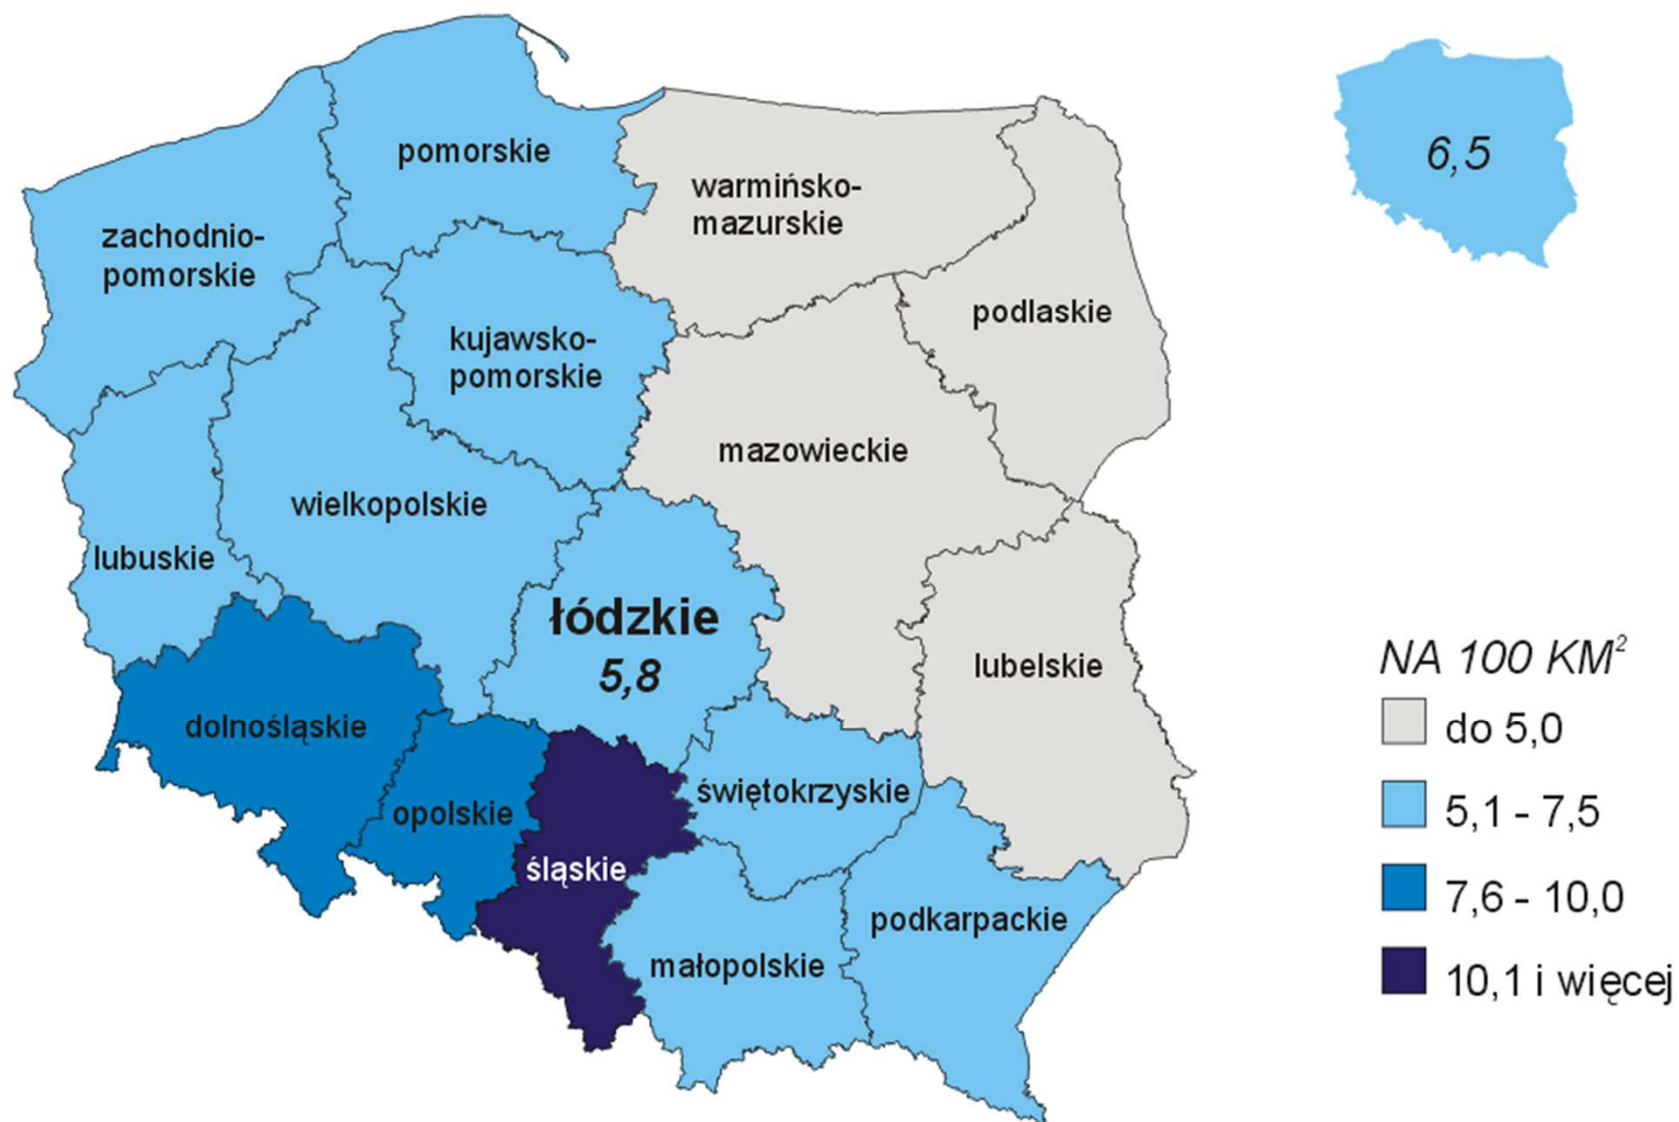 pomorskie
6,5
warmińsko-
mazurskie
zachodnio-
pomorskie
podlaskie
kujawsko-
pomorskie
mazowieckie
wielkopolskie
lubuskie
łódzkie
5,8
lubelskie
dolnośląskie
opolskie
świętokrzyskie
śląskie
podkarpackie
małopolskie
NA 100 KM²
do 5,0
5,1 - 7,5
7,6 - 10,0
10,1 i więcej